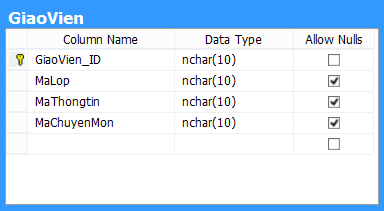 GiaoVien
Column Name Data Type Allow Nulls
GiaoVien_ID nchar(10)
MaLop nchar(10)
MaThongtin nchar(10)
MaChuyenMon nchar(10)